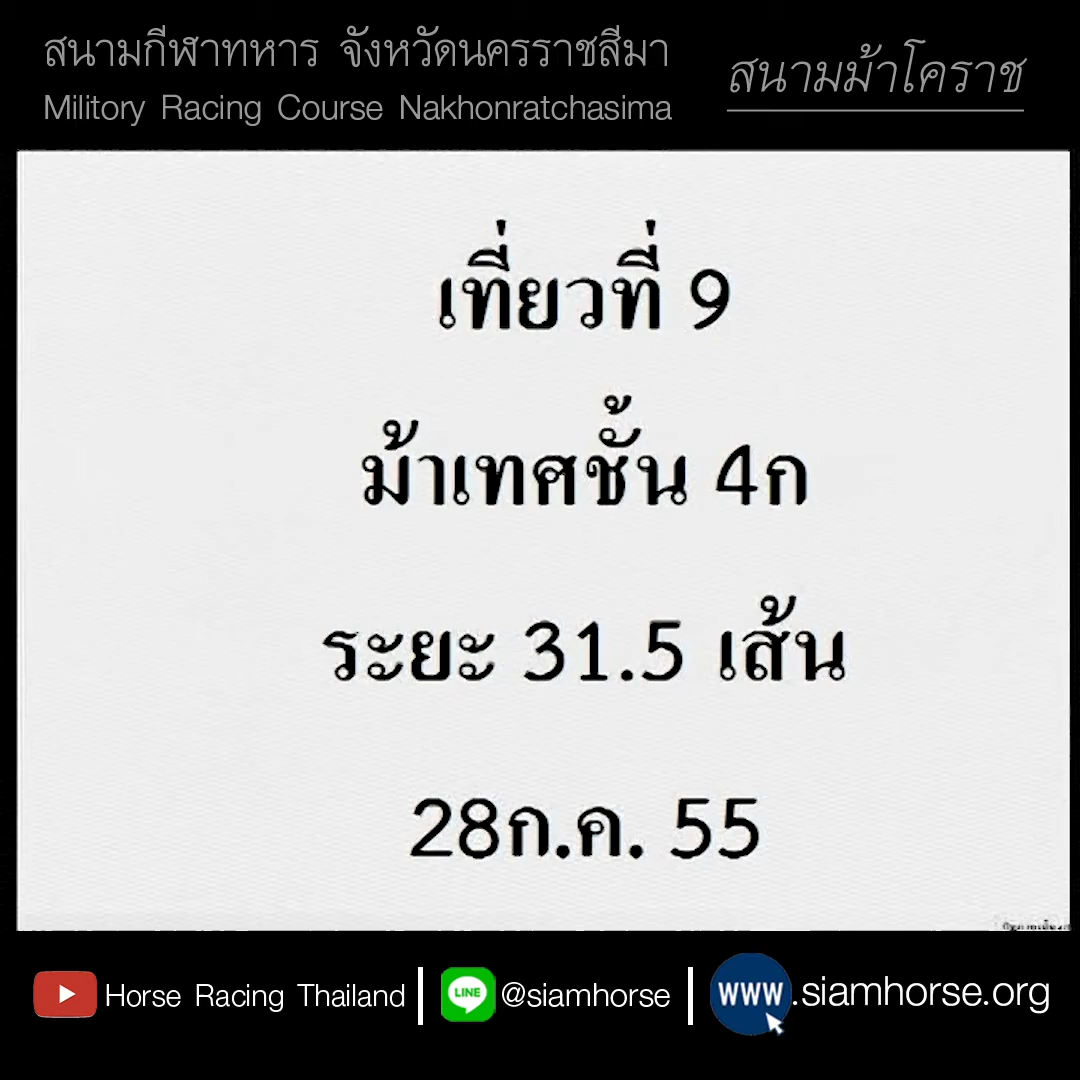 สนามกีฬาทหาร จังหวัดนครราชสีมา
Militory Racing Course Nakhonratchasima
สนามม้าโคราช
เที่ยวที่ 9
ม้าเทศชั้น 4ก
ระยะ 31.5 เส้น
28ก.ค. 55
Horse Racing Thailand
LINE @siamhorse
www.siamhorse.org